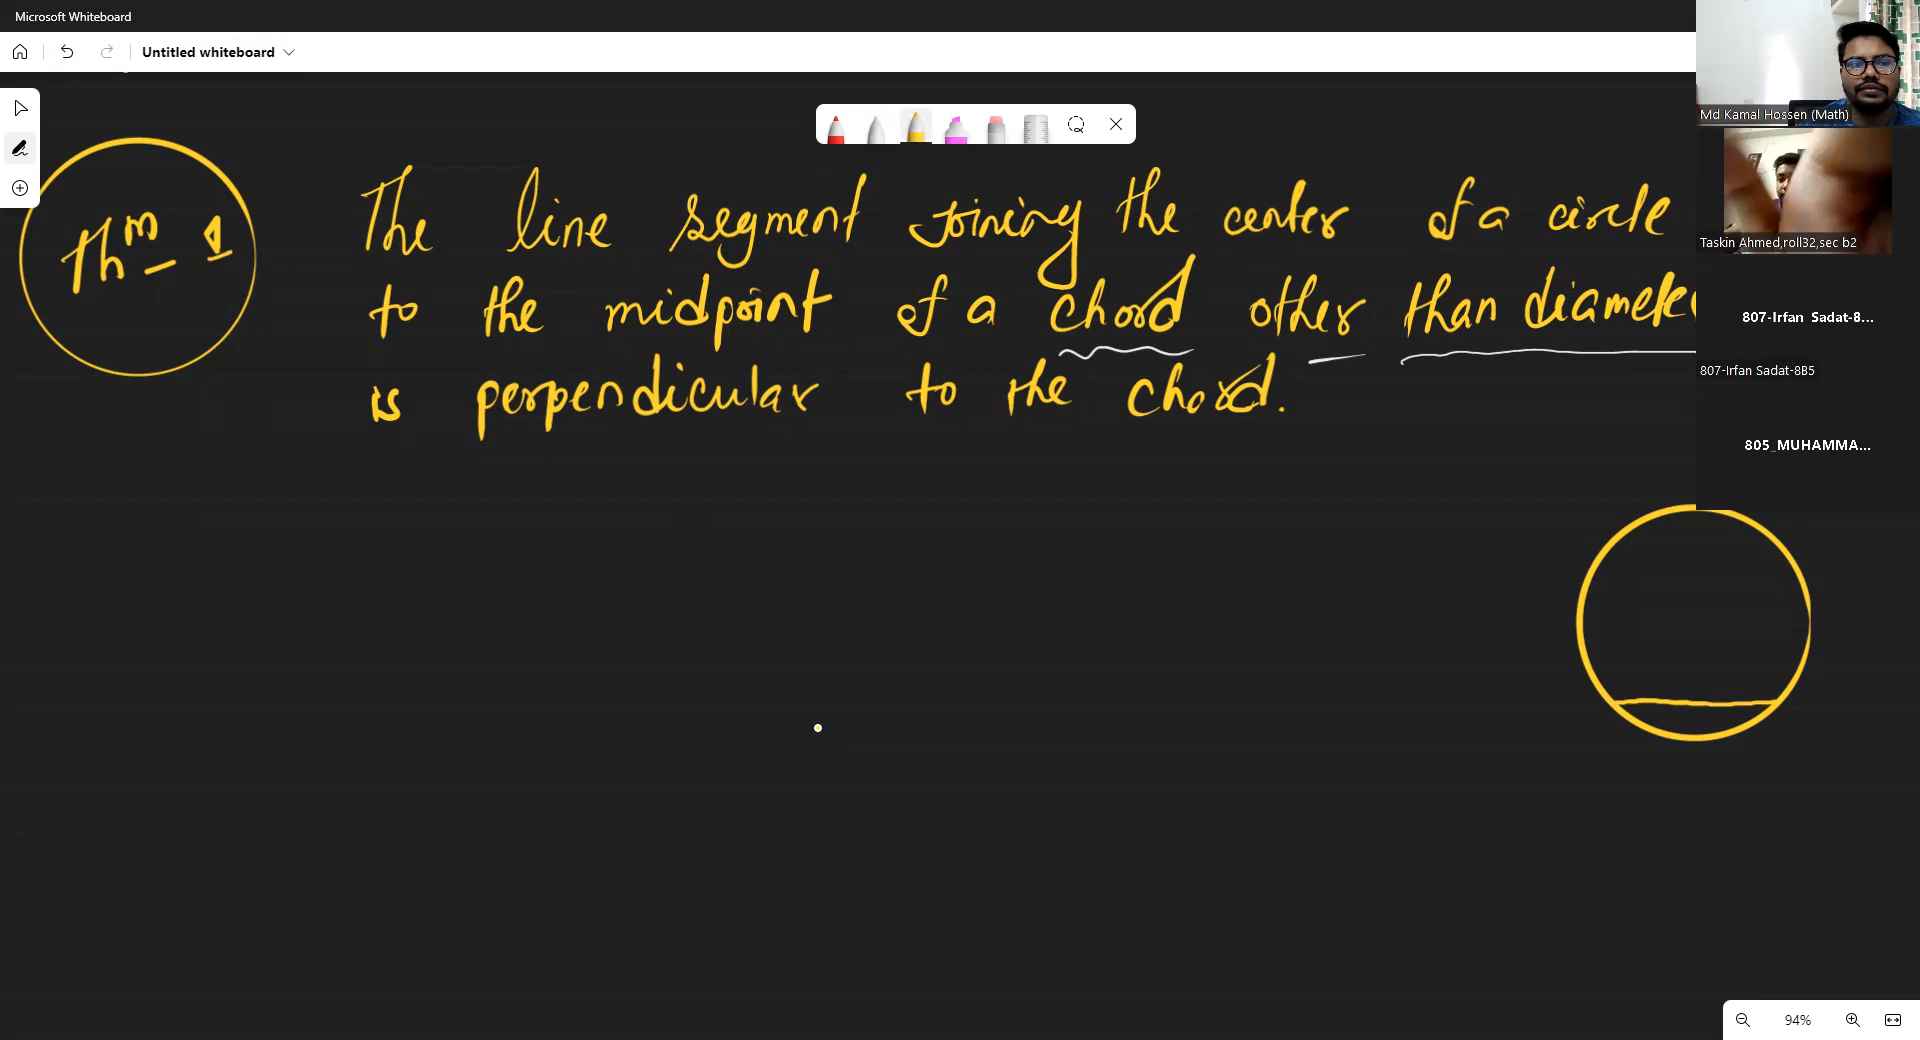 Microsoft Whiteboard
Untitled whiteboard
Md Kamal Hossen (Math)
Thm - 1
The line segment joining the center of a circle
Taskin Ahmed,roll32,sec b2
to the midpoint of a chord other than diamete
807-Irfan Sadat-8...
807-Irfan Sadat-8B5
is perpendicular to the chord.
805_MUHAMMA...
94%